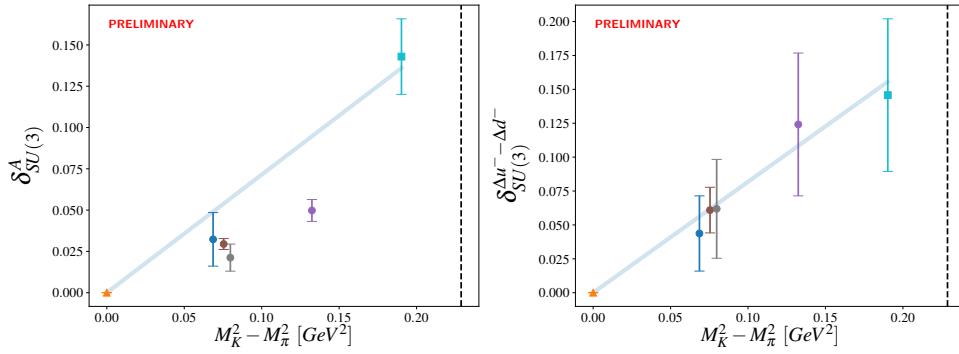 PRELIMINARY
0.150
0.125
0.100
0.075
0.050
0.025
0.000
δ^A_{SU(3)}
0.00 0.05 0.10 0.15 0.20
M_K^2 − M_π^2 [GeV^2]
PRELIMINARY
0.200
0.175
0.150
0.125
0.100
0.075
0.050
0.025
0.000
δ^{Δu^-−Δd^-}_{SU(3)}
0.00 0.05 0.10 0.15 0.20
M_K^2 − M_π^2 [GeV^2]